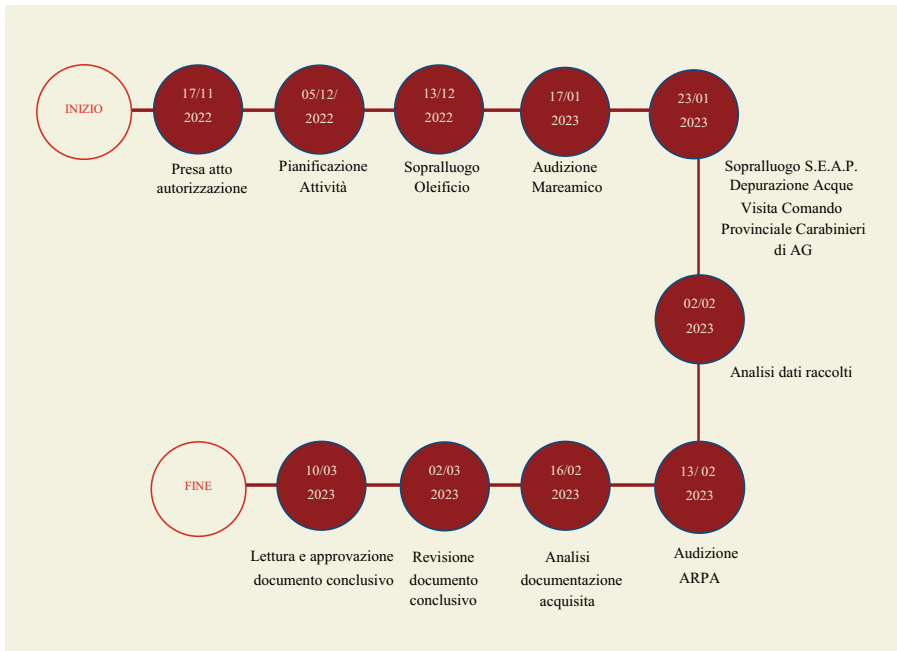 INIZIO
17/11
2022
Presa atto
autorizzazione
05/12/
2022
Pianificazione
Attività
13/12
2022
Sopralluogo
Oleificio
17/01
2023
Audizione
Mareamico
23/01
2023
Sopralluogo S.E.A.P.
Depurazione Acque
Visita Comando
Provinciale Carabinieri
di AG
02/02
2023
Analisi dati raccolti
13/ 02
2023
Audizione
ARPA
16/02
2023
Analisi
documentazione
acquisita
02/03
2023
Revisione
documento
conclusivo
10/03
2023
Lettura e approvazione
documento conclusivo
FINE